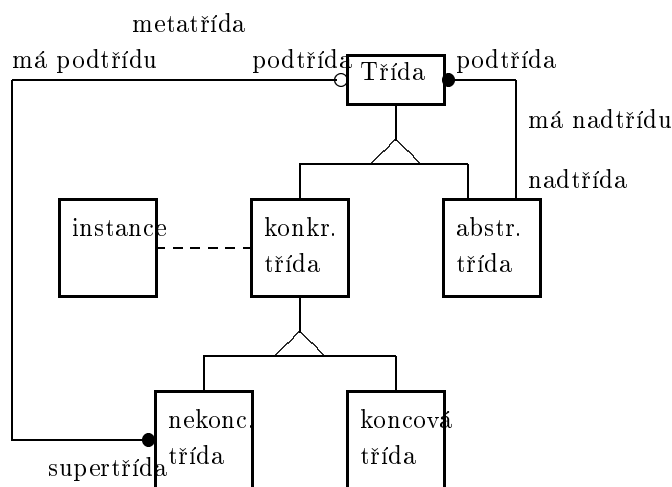 metatřída
má podtřídu
podtřída
Třída
podtřída
má nadtřídu
nadtřída
instance
konkr.
třída
abstr.
třída
nekonc.
třída
koncová
třída
supertřída